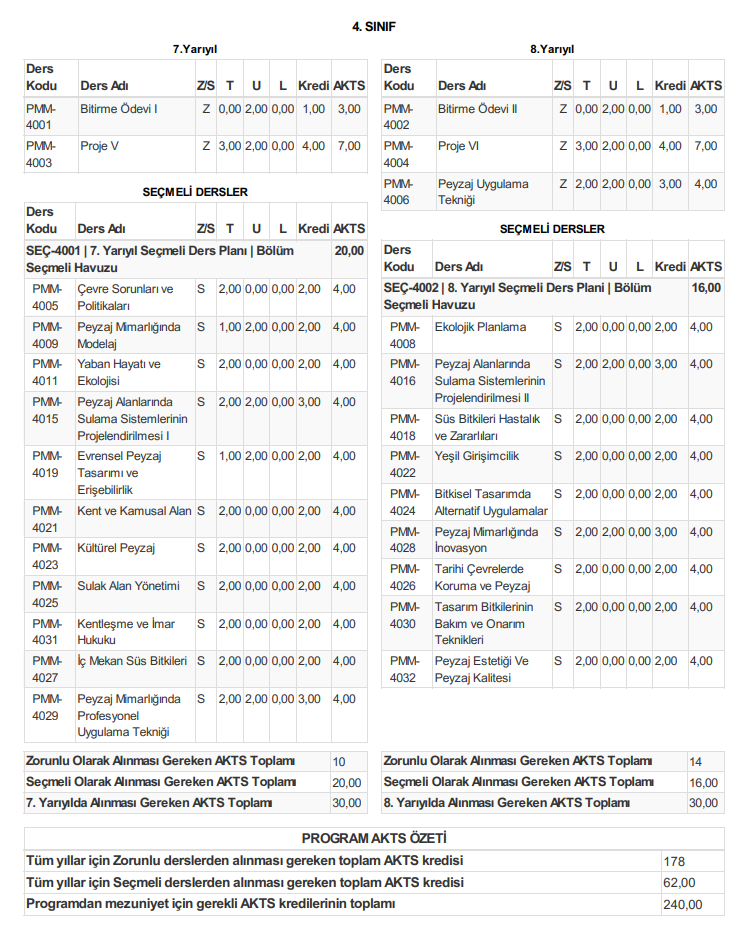 4. SINIF
7.Yarıyıl
Ders
Kodu Ders Adı Z/S T U L Kredi AKTS
PMM- Bitirme Ödevi I Z 0,00 2,00 0,00 1,00 3,00
4001
PMM- Proje V Z 3,00 2,00 0,00 4,00 7,00
4003
SEÇMELİ DERSLER
Ders
Kodu Ders Adı Z/S T U L Kredi AKTS
SEÇ-4001 | 7. Yarıyıl Seçmeli Ders Planı | Bölüm 20,00
Seçmeli Havuzu
PMM- Çevre Sorunları ve S 2,00 0,00 0,00 2,00 4,00
4005 Politikaları
PMM- Peyzaj Mimarlığında S 1,00 2,00 0,00 2,00 4,00
4009 Modelaj
PMM- Yaban Hayatı ve S 2,00 0,00 0,00 2,00 4,00
4011 Ekolojisi
PMM- Peyzaj Alanlarında S 2,00 2,00 0,00 3,00 4,00
4015 Sulama Sistemlerinin
Projelendirilmesi I
PMM- Evrensel Peyzaj S 1,00 2,00 0,00 2,00 4,00
4019 Tasarımı ve
Erişebilirlik
PMM- Kent ve Kamusal Alan S 2,00 0,00 0,00 2,00 4,00
4021
PMM- Kültürel Peyzaj S 2,00 0,00 0,00 2,00 4,00
4023
PMM- Sulak Alan Yönetimi S 2,00 0,00 0,00 2,00 4,00
4025
PMM- Kentleşme ve İmar S 2,00 0,00 0,00 2,00 4,00
4031 Hukuku
PMM- İç Mekan Süs Bitkileri S 2,00 0,00 0,00 2,00 4,00
4027
PMM- Peyzaj Mimarlığında S 2,00 2,00 0,00 3,00 4,00
4029 Profesyonel
Uygulama Tekniği
Zorunlu Olarak Alınması Gereken AKTS Toplamı 10
Seçmeli Olarak Alınması Gereken AKTS Toplamı 20,00
7. Yarıyılda Alınması Gereken AKTS Toplamı 30,00
8.Yarıyıl
Ders
Kodu Ders Adı Z/S T U L Kredi AKTS
PMM- Bitirme Ödevi II Z 0,00 2,00 0,00 1,00 3,00
4002
PMM- Proje VI Z 3,00 2,00 0,00 4,00 7,00
4004
PMM- Peyzaj Uygulama Z 2,00 2,00 0,00 3,00 4,00
4006 Tekniği
SEÇMELİ DERSLER
Ders
Kodu Ders Adı Z/S T U L Kredi AKTS
SEÇ-4002 | 8. Yarıyıl Seçmeli Ders Plani | Bölüm 16,00
Seçmeli Havuzu
PMM- Ekolojik Planlama S 2,00 0,00 0,00 2,00 4,00
4008
PMM- Peyzaj Alanlarında S 2,00 2,00 0,00 3,00 4,00
4016 Sulama Sistemlerinin
Projelendirilmesi II
PMM- Süs Bitkileri Hastalık S 2,00 0,00 0,00 2,00 4,00
4018 ve Zararlıları
PMM- Yeşil Girişimcilik S 2,00 0,00 0,00 2,00 4,00
4022
PMM- Bitkisel Tasarımda S 2,00 0,00 0,00 2,00 4,00
4024 Alternatif Uygulamalar
PMM- Peyzaj Mimarlığında S 2,00 2,00 0,00 3,00 4,00
4028 İnovasyon
PMM- Tarihi Çevrelerde S 2,00 0,00 0,00 2,00 4,00
4026 Koruma ve Peyzaj
PMM- Tasarım Bitkilerinin S 2,00 0,00 0,00 2,00 4,00
4030 Bakım ve Onarım
Teknikleri
PMM- Peyzaj Estetiği Ve S 2,00 0,00 0,00 2,00 4,00
4032 Peyzaj Kalitesi
Zorunlu Olarak Alınması Gereken AKTS Toplamı 14
Seçmeli Olarak Alınması Gereken AKTS Toplamı 16,00
8. Yarıyılda Alınması Gereken AKTS Toplamı 30,00
PROGRAM AKTS ÖZETİ
Tüm yıllar için Zorunlu derslerden alınması gereken toplam AKTS kredisi 178
Tüm yıllar için Seçmeli derslerden alınması gereken toplam AKTS kredisi 62,00
Programdan mezuniyet için gerekli AKTS kredilerinin toplamı 240,00